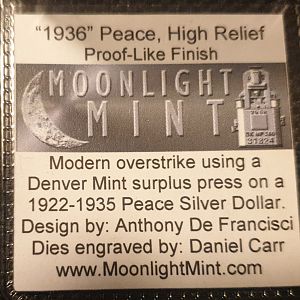 "1936" Peace, High Relief
Proof-Like Finish
MOONLIGHT
MINT
Modern overstrike using a
Denver Mint surplus press on a
1922-1935 Peace Silver Dollar.
Design by: Anthony De Francisci
Dies engraved by: Daniel Carr
www.MoonlightMint.com